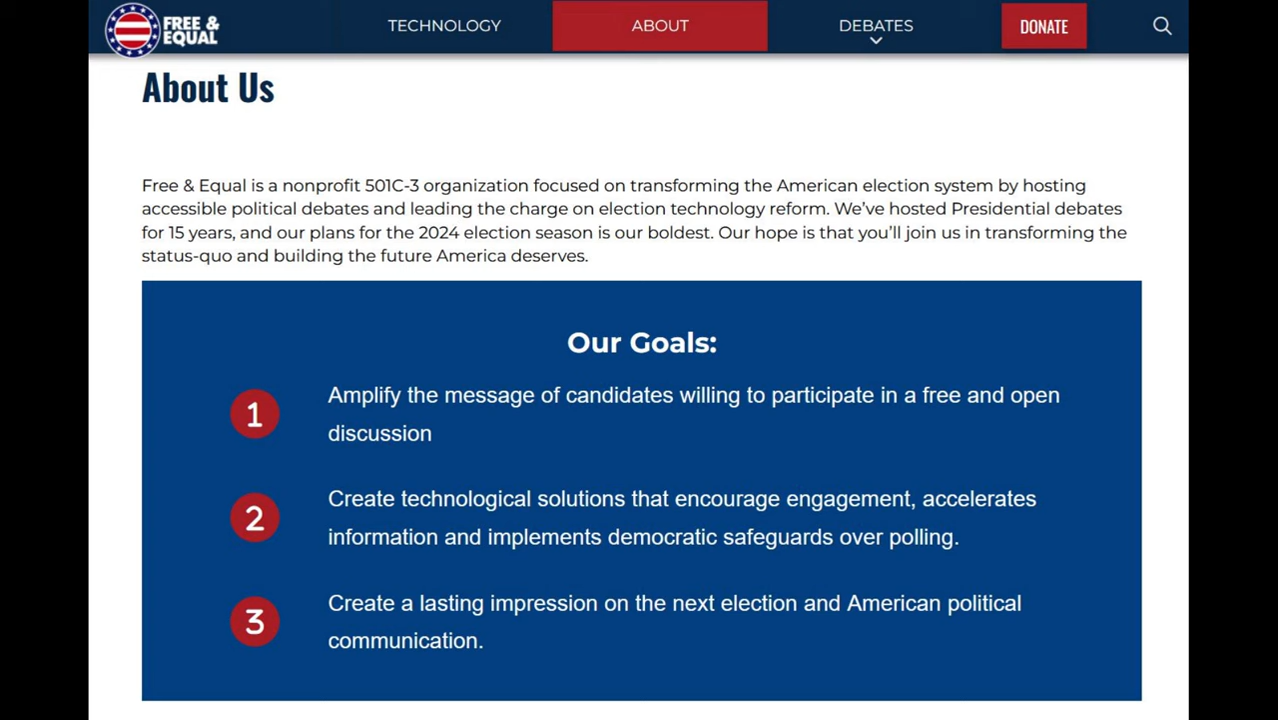 FREE &
EQUAL
TECHNOLOGY
ABOUT
DEBATES
DONATE
About Us
Free & Equal is a nonprofit 501C-3 organization focused on transforming the American election system by hosting
accessible political debates and leading the charge on election technology reform. We've hosted Presidential debates
for 15 years, and our plans for the 2024 election season is our boldest. Our hope is that you'll join us in transforming the
status-quo and building the future America deserves.
Our Goals:
1
Amplify the message of candidates willing to participate in a free and open
discussion
2
Create technological solutions that encourage engagement, accelerates
information and implements democratic safeguards over polling.
3
Create a lasting impression on the next election and American political
communication.